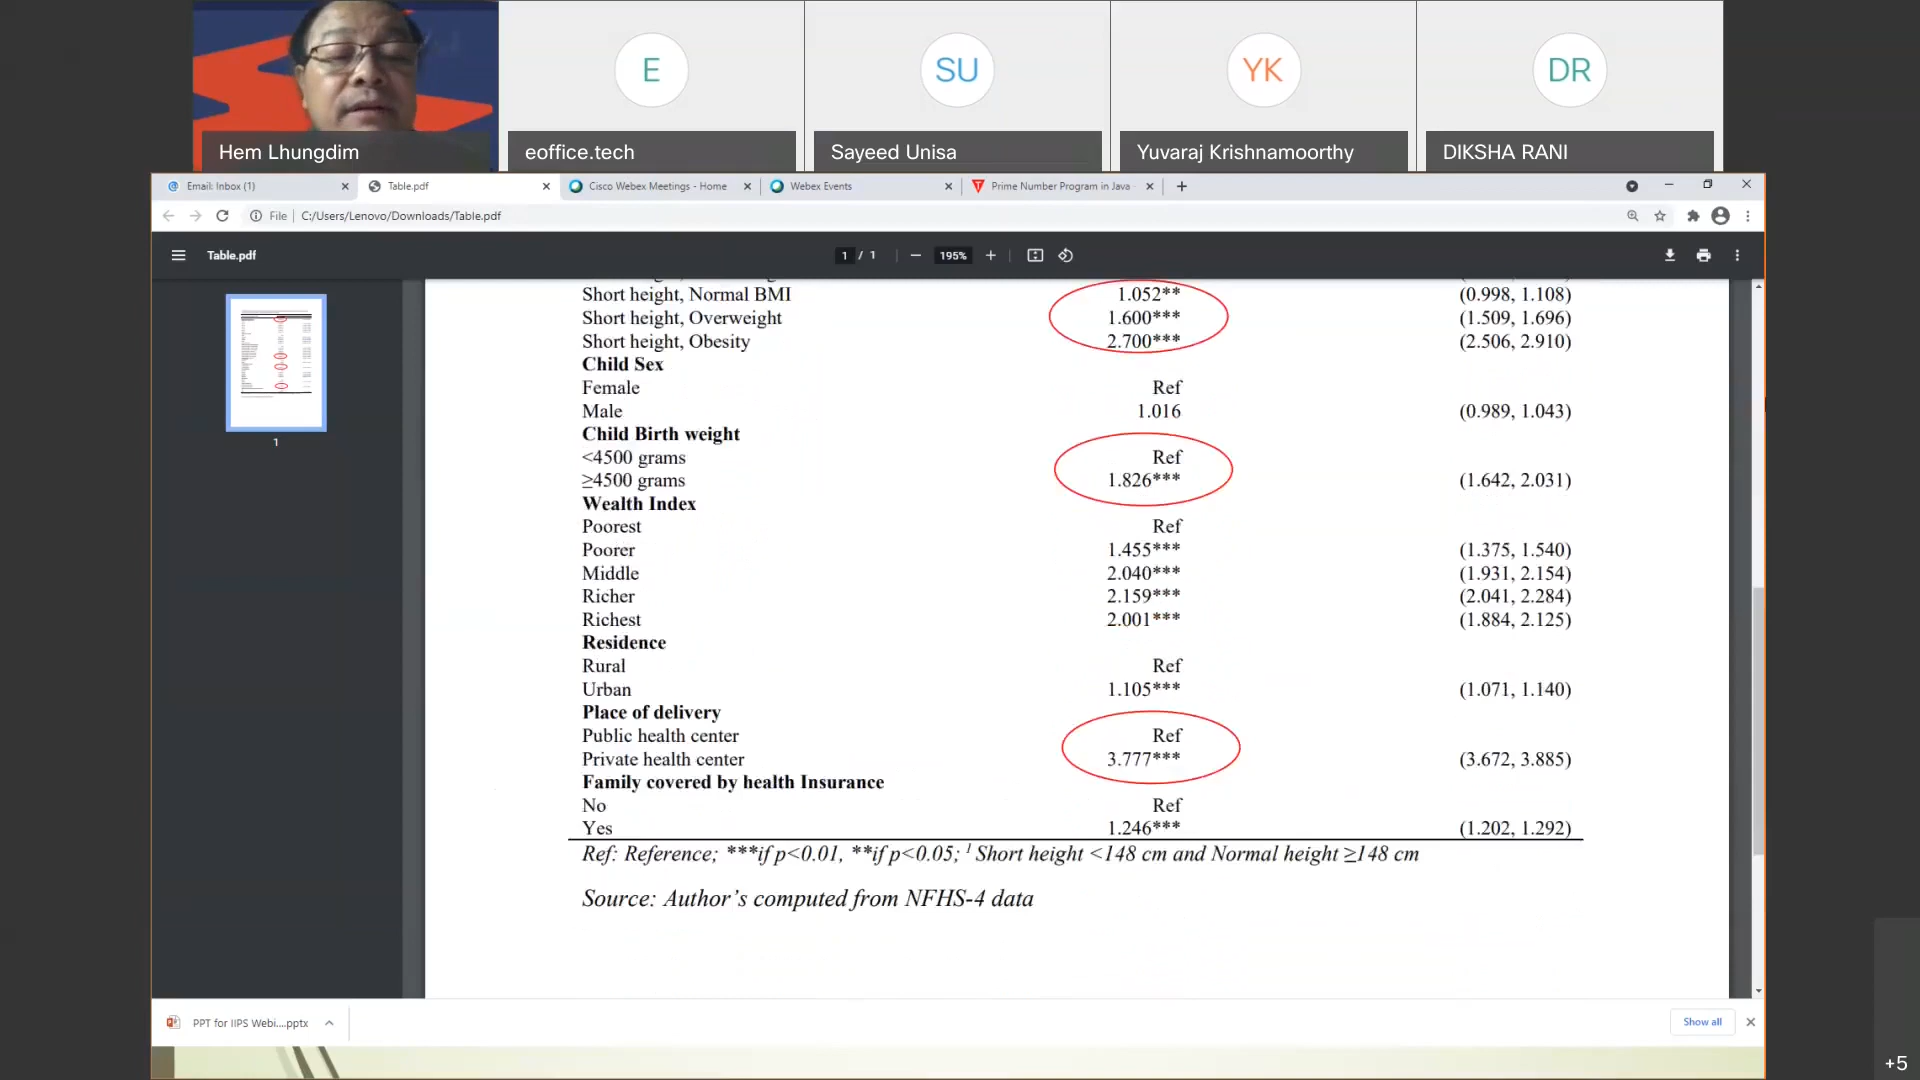 E
SU
YK
DR
Hem Lhungdim
eoffice.tech
Sayeed Unisa
Yuvaraj Krishnamoorthy
DIKSHA RANI
Email: Inbox (1)
Table.pdf
Cisco Webex Meetings - Home
Webex Events
Prime Number Program in Java
File
C:/Users/Lenovo/Downloads/Table.pdf
Table.pdf
1 / 1
195%
1
Short height, Normal BMI 1.052** (0.998, 1.108)
Short height, Overweight 1.600*** (1.509, 1.696)
Short height, Obesity 2.700*** (2.506, 2.910)
Child Sex
Female Ref
Male 1.016 (0.989, 1.043)
Child Birth weight
<4500 grams Ref
≥4500 grams 1.826*** (1.642, 2.031)
Wealth Index
Poorest Ref
Poorer 1.455*** (1.375, 1.540)
Middle 2.040*** (1.931, 2.154)
Richer 2.159*** (2.041, 2.284)
Richest 2.001*** (1.884, 2.125)
Residence
Rural Ref
Urban 1.105*** (1.071, 1.140)
Place of delivery
Public health center Ref
Private health center 3.777*** (3.672, 3.885)
Family covered by health Insurance
No Ref
Yes 1.246*** (1.202, 1.292)
Ref: Reference; ***if p<0.01, **if p<0.05; ¹ Short height <148 cm and Normal height ≥148 cm
Source: Author's computed from NFHS-4 data
PPT for IIPS Webi....pptx
Show all
+5